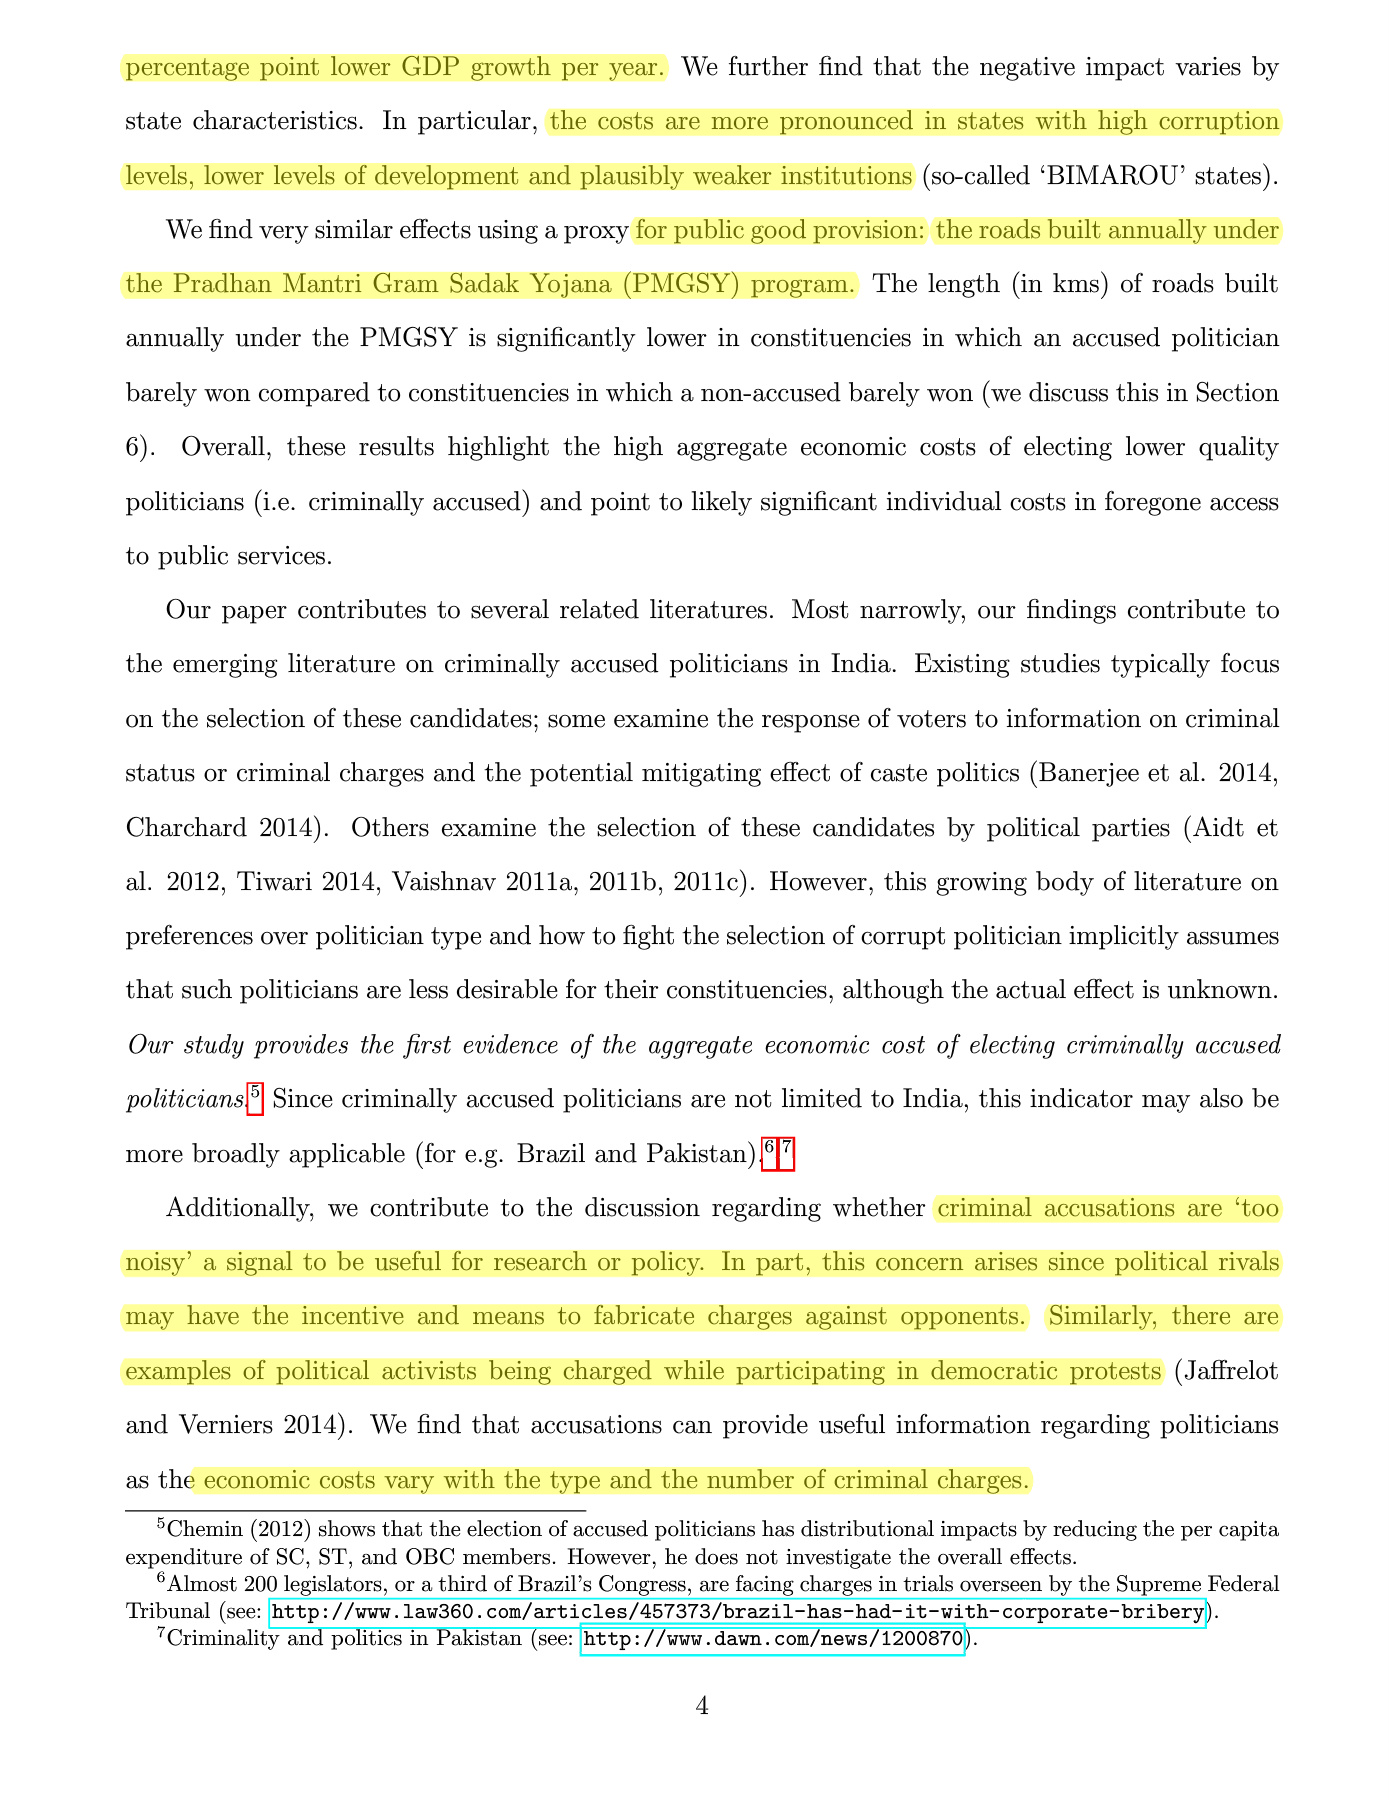 percentage point lower GDP growth per year. We further find that the negative impact varies by
state characteristics. In particular, the costs are more pronounced in states with high corruption
levels, lower levels of development and plausibly weaker institutions (so-called ‘BIMAROU’ states).
We find very similar effects using a proxy for public good provision: the roads built annually under
the Pradhan Mantri Gram Sadak Yojana (PMGSY) program. The length (in kms) of roads built
annually under the PMGSY is significantly lower in constituencies in which an accused politician
barely won compared to constituencies in which a non-accused barely won (we discuss this in Section
6). Overall, these results highlight the high aggregate economic costs of electing lower quality
politicians (i.e. criminally accused) and point to likely significant individual costs in foregone access
to public services.
Our paper contributes to several related literatures. Most narrowly, our findings contribute to
the emerging literature on criminally accused politicians in India. Existing studies typically focus
on the selection of these candidates; some examine the response of voters to information on criminal
status or criminal charges and the potential mitigating effect of caste politics (Banerjee et al. 2014,
Charchard 2014). Others examine the selection of these candidates by political parties (Aidt et
al. 2012, Tiwari 2014, Vaishnav 2011a, 2011b, 2011c). However, this growing body of literature on
preferences over politician type and how to fight the selection of corrupt politician implicitly assumes
that such politicians are less desirable for their constituencies, although the actual effect is unknown.
Our study provides the first evidence of the aggregate economic cost of electing criminally accused
politicians.5 Since criminally accused politicians are not limited to India, this indicator may also be
more broadly applicable (for e.g. Brazil and Pakistan).6 7
Additionally, we contribute to the discussion regarding whether criminal accusations are ‘too
noisy’ a signal to be useful for research or policy. In part, this concern arises since political rivals
may have the incentive and means to fabricate charges against opponents. Similarly, there are
examples of political activists being charged while participating in democratic protests (Jaffrelot
and Verniers 2014). We find that accusations can provide useful information regarding politicians
as the economic costs vary with the type and the number of criminal charges.
5Chemin (2012) shows that the election of accused politicians has distributional impacts by reducing the per capita
expenditure of SC, ST, and OBC members. However, he does not investigate the overall effects.
6Almost 200 legislators, or a third of Brazil’s Congress, are facing charges in trials overseen by the Supreme Federal
Tribunal (see: http://www.law360.com/articles/457373/brazil-has-had-it-with-corporate-bribery).
7Criminality and politics in Pakistan (see: http://www.dawn.com/news/1200870).
4